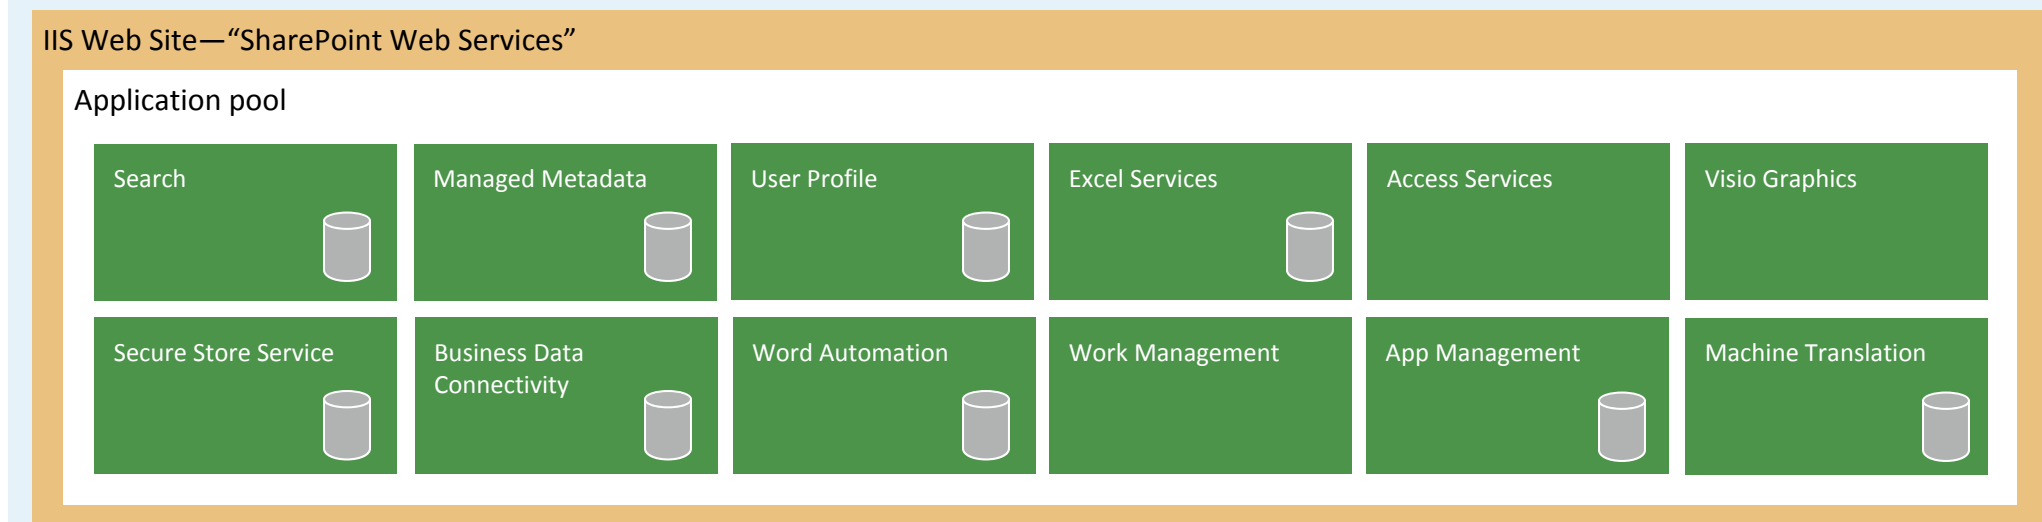 IIS Web Site—“SharePoint Web Services”
Application pool
Search
Managed Metadata
User Profile
Excel Services
Access Services
Visio Graphics
Secure Store Service
Business Data
Connectivity
Word Automation
Work Management
App Management
Machine Translation